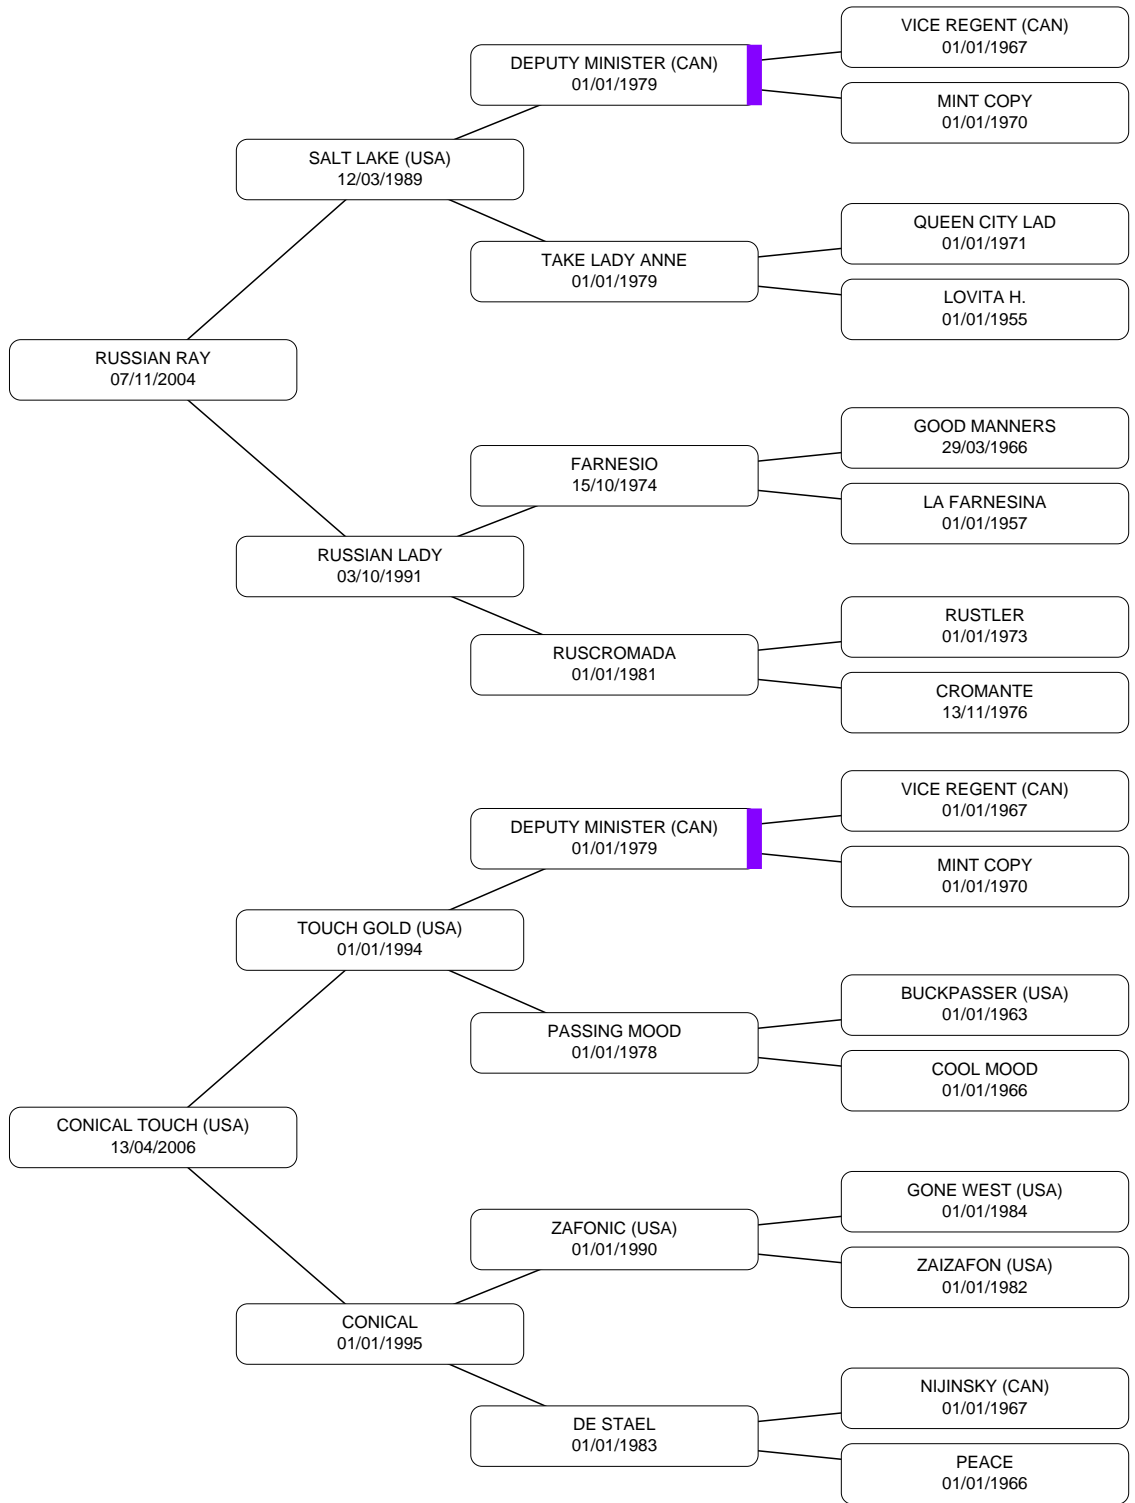 VICE REGENT (CAN)
01/01/1967
DEPUTY MINISTER (CAN)
01/01/1979
MINT COPY
01/01/1970
SALT LAKE (USA)
12/03/1989
QUEEN CITY LAD
01/01/1971
TAKE LADY ANNE
01/01/1979
LOVITA H.
01/01/1955
RUSSIAN RAY
07/11/2004
GOOD MANNERS
29/03/1966
FARNESIO
15/10/1974
LA FARNESINA
01/01/1957
RUSSIAN LADY
03/10/1991
RUSTLER
01/01/1973
RUSCROMADA
01/01/1981
CROMANTE
13/11/1976
VICE REGENT (CAN)
01/01/1967
DEPUTY MINISTER (CAN)
01/01/1979
MINT COPY
01/01/1970
TOUCH GOLD (USA)
01/01/1994
BUCKPASSER (USA)
01/01/1963
PASSING MOOD
01/01/1978
COOL MOOD
01/01/1966
CONICAL TOUCH (USA)
13/04/2006
GONE WEST (USA)
01/01/1984
ZAFONIC (USA)
01/01/1990
ZAIZAFON (USA)
01/01/1982
CONICAL
01/01/1995
NIJINSKY (CAN)
01/01/1967
DE STAEL
01/01/1983
PEACE
01/01/1966